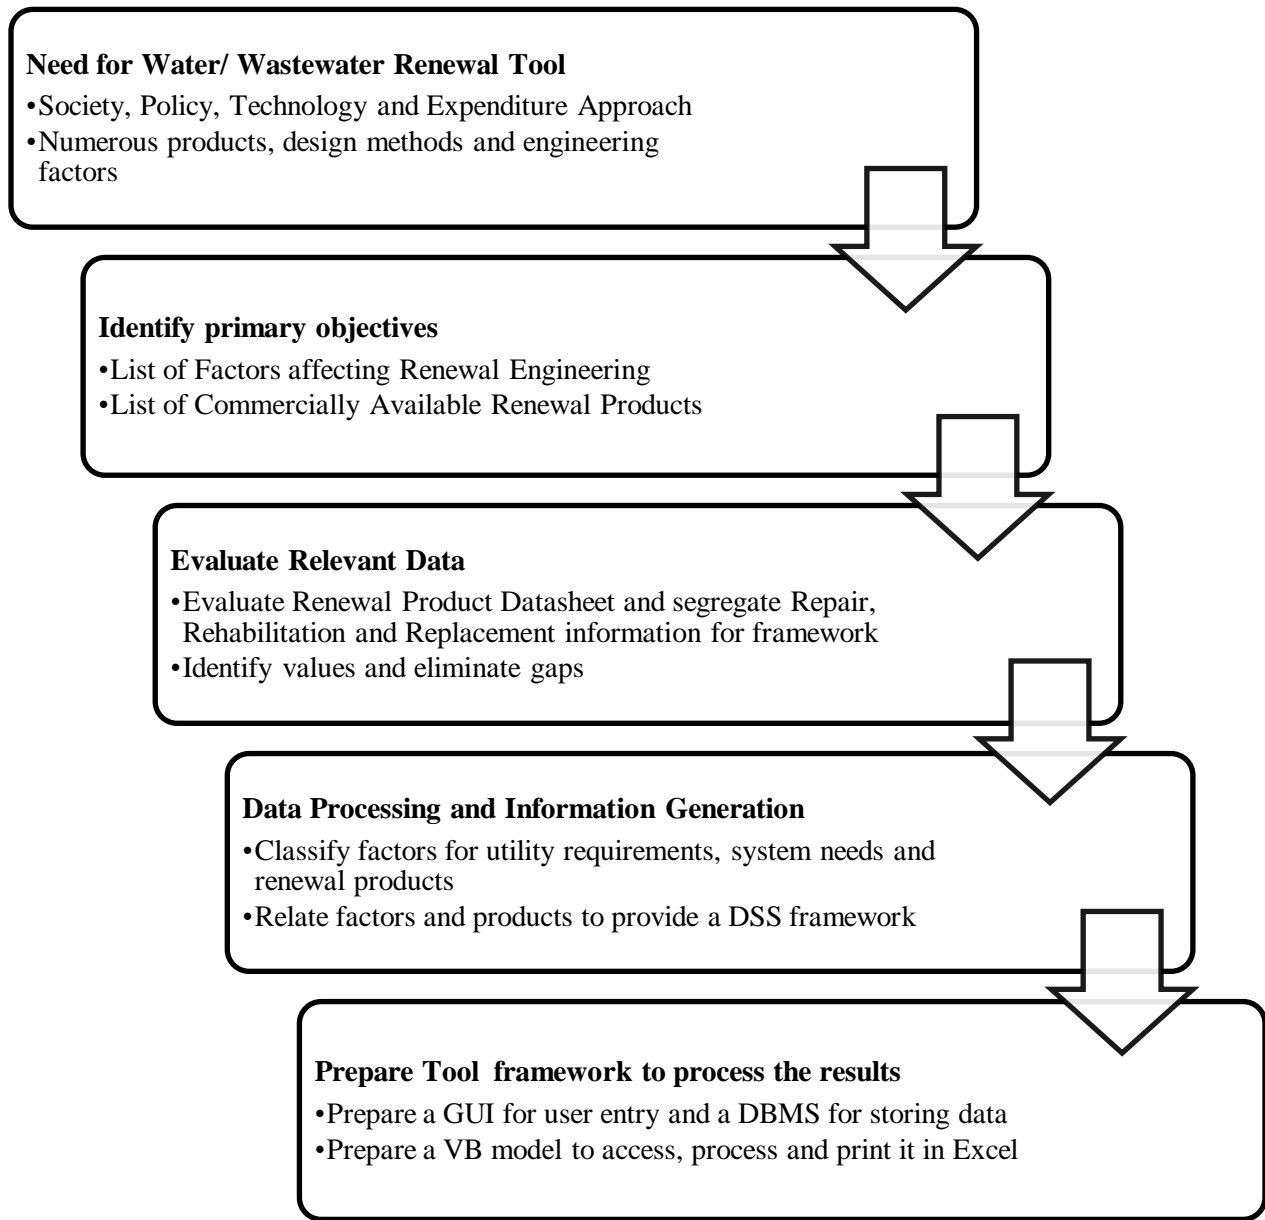 Need for Water/ Wastewater Renewal Tool
•Society, Policy, Technology and Expenditure Approach
•Numerous products, design methods and engineering
factors
Identify primary objectives
•List of Factors affecting Renewal Engineering
•List of Commercially Available Renewal Products
Evaluate Relevant Data
•Evaluate Renewal Product Datasheet and segregate Repair,
Rehabilitation and Replacement information for framework
•Identify values and eliminate gaps
Data Processing and Information Generation
•Classify factors for utility requirements, system needs and
renewal products
•Relate factors and products to provide a DSS framework
Prepare Tool framework to process the results
•Prepare a GUI for user entry and a DBMS for storing data
•Prepare a VB model to access, process and print it in Excel